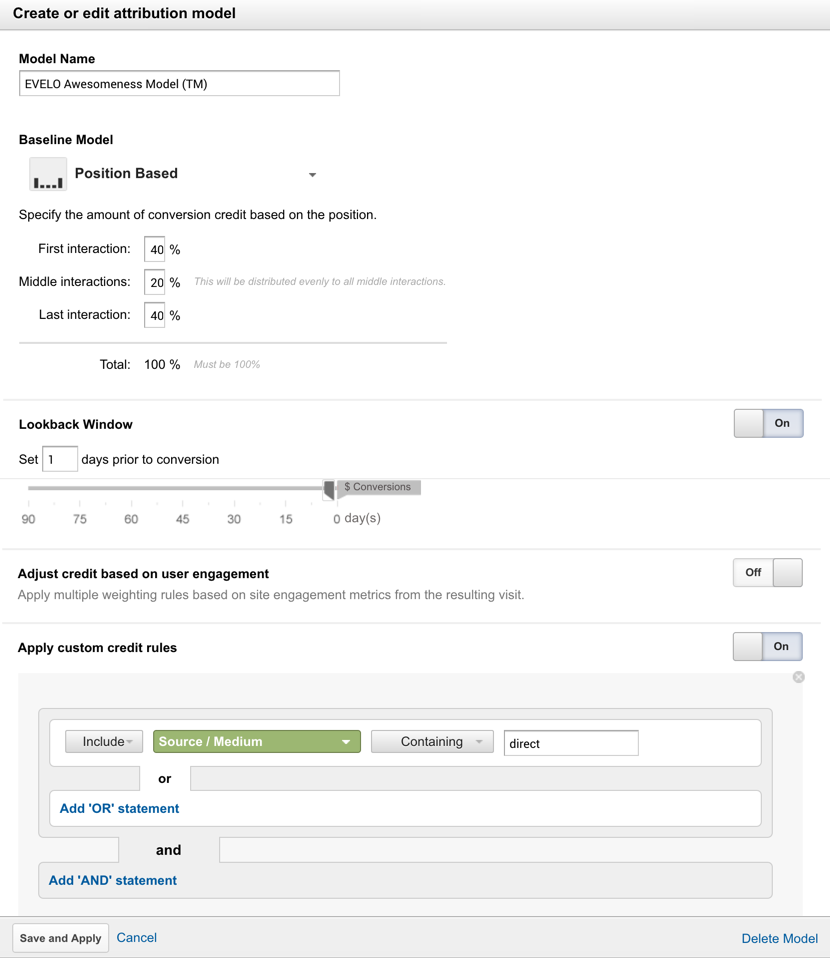 Create or edit attribution model
Model Name
EVELO Awesomeness Model (TM)
Baseline Model
Position Based
Specify the amount of conversion credit based on the position.
First interaction: 40 %
Middle interactions: 20 % This will be distributed evenly to all middle interactions.
Last interaction: 40 %
Total: 100 % Must be 100%
Lookback Window On
Set 1 days prior to conversion
$ Conversions
90 75 60 45 30 15 0 day(s)
Adjust credit based on user engagement Off
Apply multiple weighting rules based on site engagement metrics from the resulting visit.
Apply custom credit rules On
Include Source / Medium Containing direct
or
Add 'OR' statement
and
Add 'AND' statement
Save and Apply Cancel Delete Model